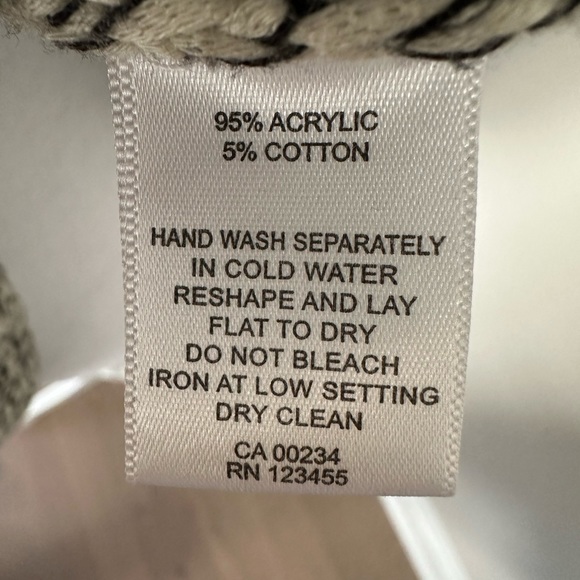 95% ACRYLIC
5% COTTON
HAND WASH SEPARATELY
IN COLD WATER
RESHAPE AND LAY
FLAT TO DRY
DO NOT BLEACH
IRON AT LOW SETTING
DRY CLEAN
CA 00234
RN 123455